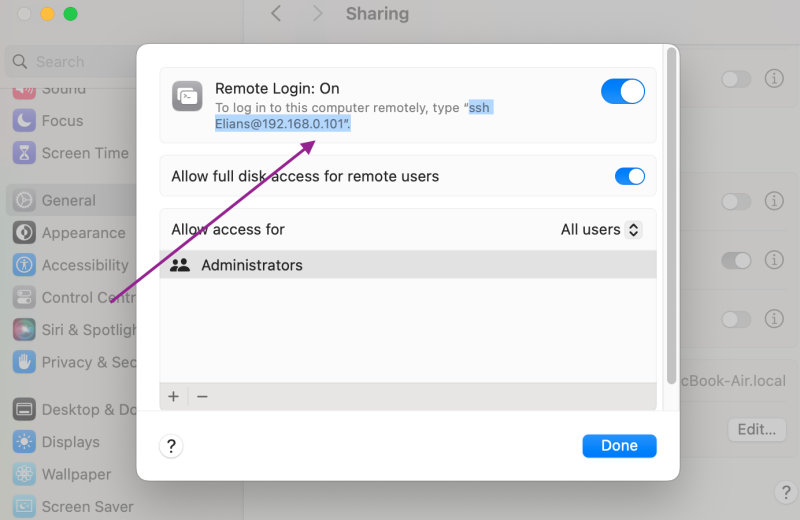 Sharing
Search
Sound
Focus
Screen Time
General
Appearance
Accessibility
Control Centr
Siri & Spotligh
Privacy & Sec
Desktop & Do
Displays
Wallpaper
Screen Saver
Remote Login: On
To log in to this computer remotely, type “ssh
Elians@192.168.0.101”.
Allow full disk access for remote users
Allow access for
All users
Administrators
+ −
?
Done
cBook-Air.local
Edit...
?